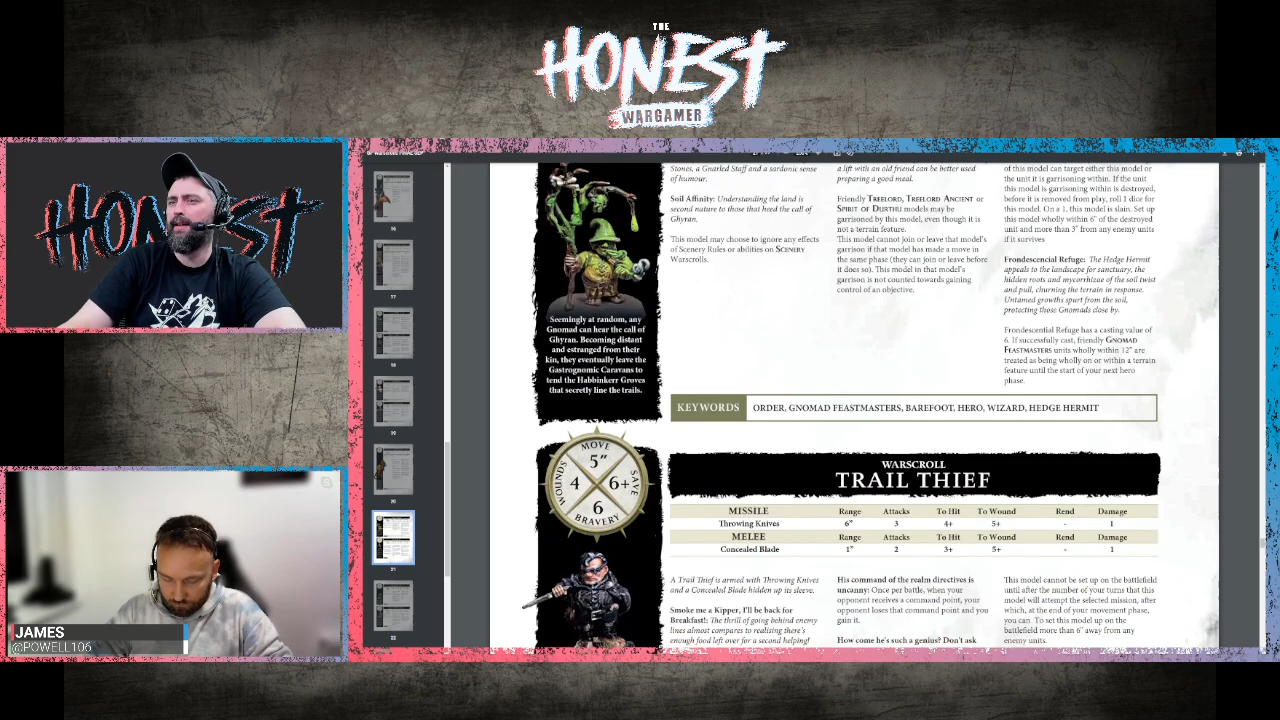 THE
HONEST
WARGAMER
HONEST
JAMES
@POWELL106
16
17
18
19
20
21
22
Stones, a Gnarled Staff and a sardonic sense
of humour.
Soil Affinity: Understanding the land is
second nature to those that heed the call of
Ghyran.
This model may choose to ignore any effects
of Scenery Rules or abilities on SCENERY
Warscrolls.
a lift with an old friend can be better used
preparing a good meal.
Friendly TREELORD, TREELORD ANCIENT or
SPIRIT OF DURTHU models may be
garrisoned by this model, even though it is
not a terrain feature.
This model cannot join or leave that model's
garrison if that model has made a move in
the same phase (they can join or leave before
it does so). This model in that model's
garrison is not counted towards gaining
control of an objective.
of this model can target either this model or
the unit it is garrisoning within. If the unit
this model is garrisoning within is destroyed,
before it is removed from play, roll 1 dice for
this model. On a 1, this model is slain. Set up
this model wholly within 6" of the destroyed
unit and more than 3" from any enemy units
if it survives
Frondescencial Refuge: The Hedge Hermit
appeals to the landscape for sanctuary, the
hidden roots and mycorrhizae of the soil twist
and pull, churning the terrain in response.
Untamed growths spurt from the soil,
protecting those Gnomads close by.
Frondescential Refuge has a casting value of
6. If successfully cast, friendly GNOMAD
FEASTMASTERS units wholly within 12" are
treated as being wholly on or within a terrain
feature until the start of your next hero
phase.
Seemingly at random, any
Gnomad can hear the call of
Ghyran. Becoming distant
and estranged from their
kin, they eventually leave the
Gastrognomic Caravans to
tend the Habbinkerr Groves
that secretly line the trails.
KEYWORDS ORDER, GNOMAD FEASTMASTERS, BAREFOOT, HERO, WIZARD, HEDGE HERMIT
MOVE
5"
WOUNDS 4 6+ SAVE
6
BRAVERY
WARSCROLL
TRAIL THIEF
MISSILE Range Attacks To Hit To Wound Rend Damage
Throwing Knives 6" 3 4+ 5+ - 1
MELEE Range Attacks To Hit To Wound Rend Damage
Concealed Blade 1" 2 3+ 5+ - 1
A Trail Thief is armed with Throwing Knives
and a Concealed Blade hidden up its sleeve.
Smoke me a Kipper, I'll be back for
Breakfast!: The thrill of going behind enemy
lines almost compares to realising there's
enough food left over for a second helping!
His command of the realm directives is
uncanny: Once per battle, when your
opponent receives a command point, your
opponent loses that command point and you
gain it.
How come he's such a genius? Don't ask
This model cannot be set up on the battlefield
until after the number of your turns that this
model will attempt the selected mission, after
which, at the end of your movement phase,
you can. To set this model up on the
battlefield more than 6" away from any
enemy units.